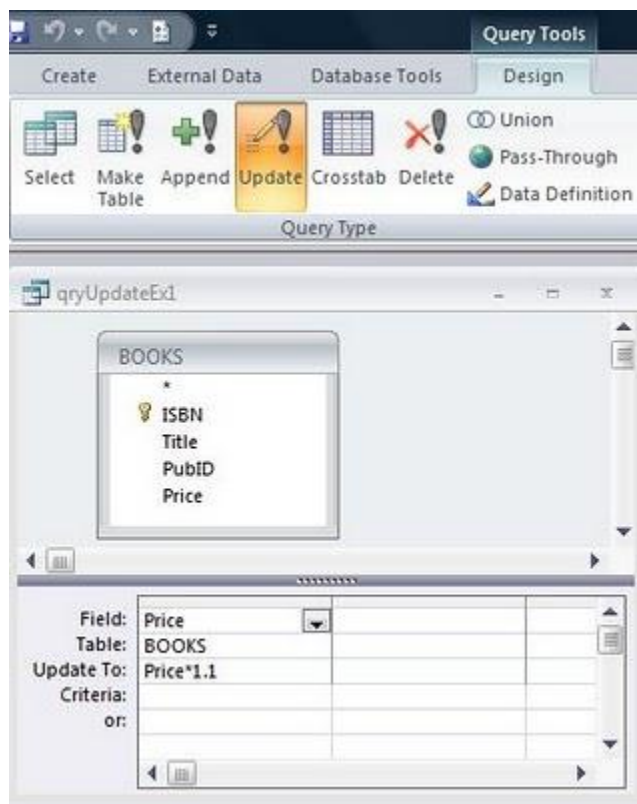 Query Tools
Create External Data Database Tools Design
Select Make Table Append Update Crosstab Delete
Union
Pass-Through
Data Definition
Query Type
qryUpdateEx1
BOOKS
*
ISBN
Title
PubID
Price
Field: Price
Table: BOOKS
Update To: Price*1.1
Criteria:
or: